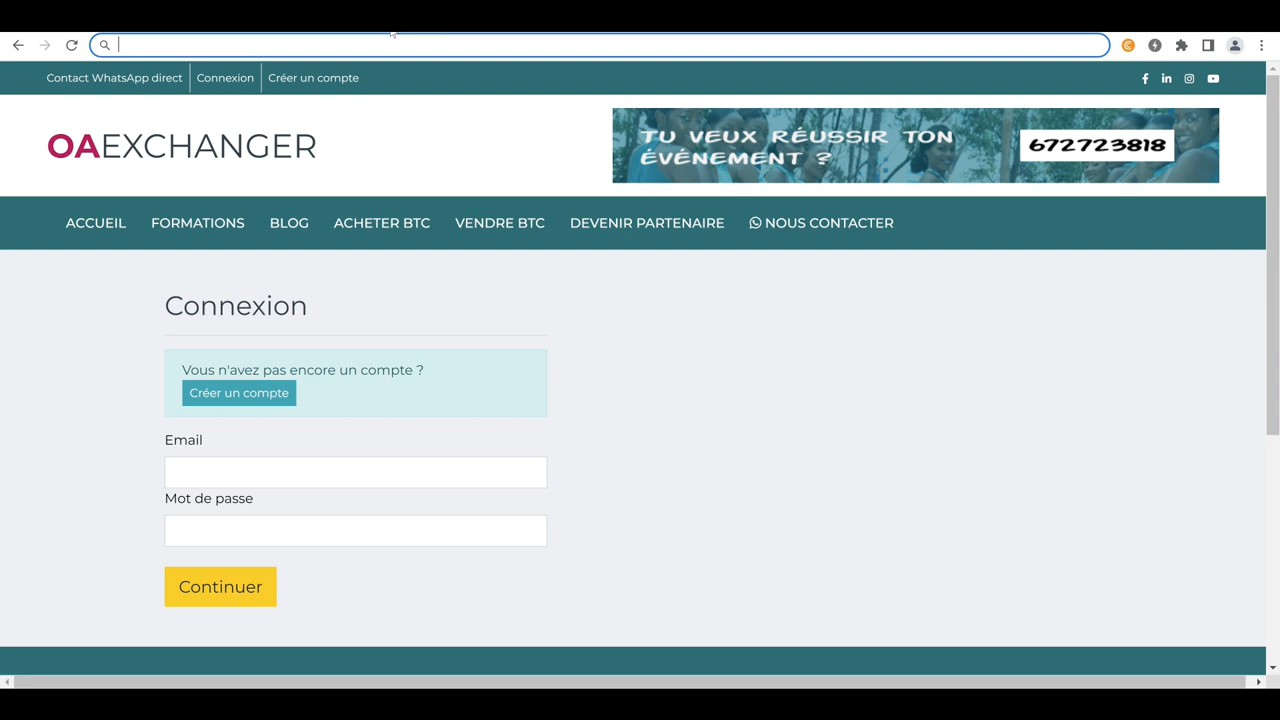 Contact WhatsApp direct
Connexion
Créer un compte
OAEXCHANGER
TU VEUX RÉUSSIR TON
ÉVÉNEMENT ?
672723818
ACCUEIL
FORMATIONS
BLOG
ACHETER BTC
VENDRE BTC
DEVENIR PARTENAIRE
NOUS CONTACTER
Connexion
Vous n'avez pas encore un compte ?
Créer un compte
Email
Mot de passe
Continuer